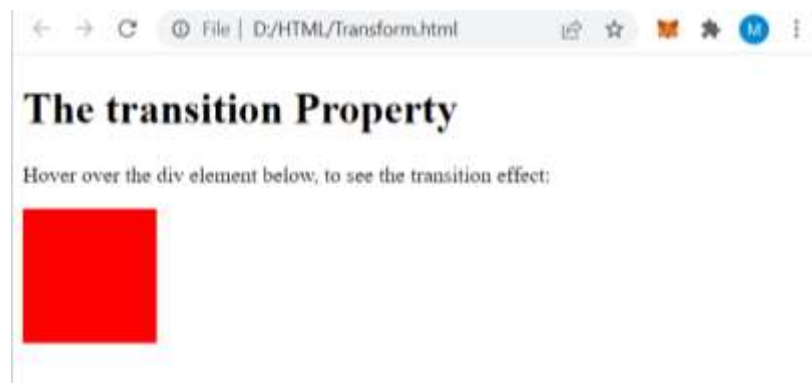 File | D:/HTML/Transform.html
M
The transition Property
Hover over the div element below, to see the transition effect: